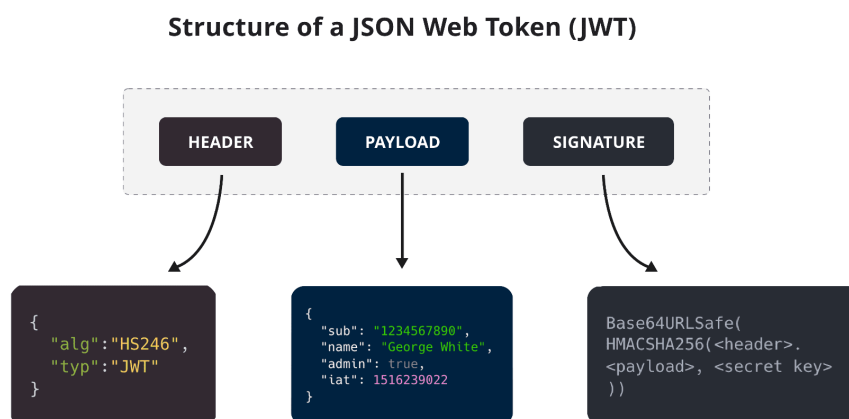 Structure of a JSON Web Token (JWT)
HEADER
PAYLOAD
SIGNATURE
{
"alg":"HS246",
"typ":"JWT"
}
{
"sub": "1234567890",
"name": "George White",
"admin": true,
"iat": 1516239022
}
Base64URLSafe(
HMACSHA256(<header>.
<payload>, <secret key>
))